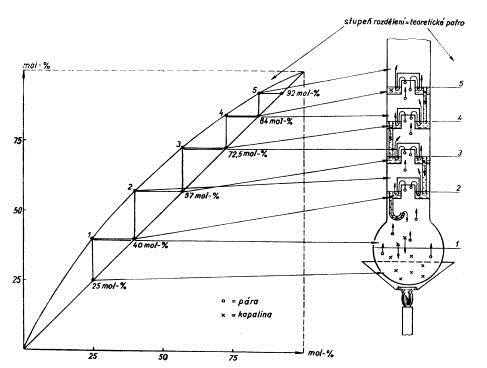 stupeň rozdělení = teoretické patro
mol-%
5
92 mol-%
5
4
84 mol-%
4
75
3
72,5 mol-%
3
2
57 mol-%
2
50
1
40 mol-%
1
25
25 mol-%
o = pára
x = kapalina
25
50
75
mol-%